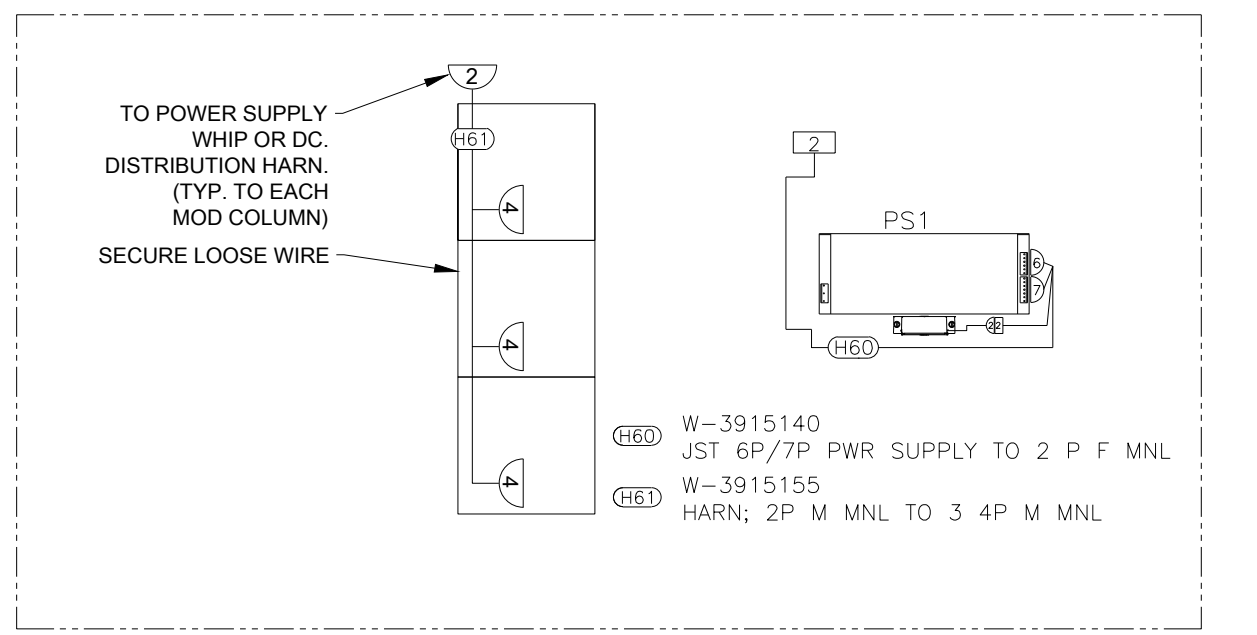 2
TO POWER SUPPLY
WHIP OR DC.
DISTRIBUTION HARN.
(TYP. TO EACH
MOD COLUMN)
SECURE LOOSE WIRE
H61
4
4
4
2
PS1
6
7
2 2
H60
H60 W-3915140
JST 6P/7P PWR SUPPLY TO 2 P F MNL
H61 W-3915155
HARN; 2P M MNL TO 3 4P M MNL